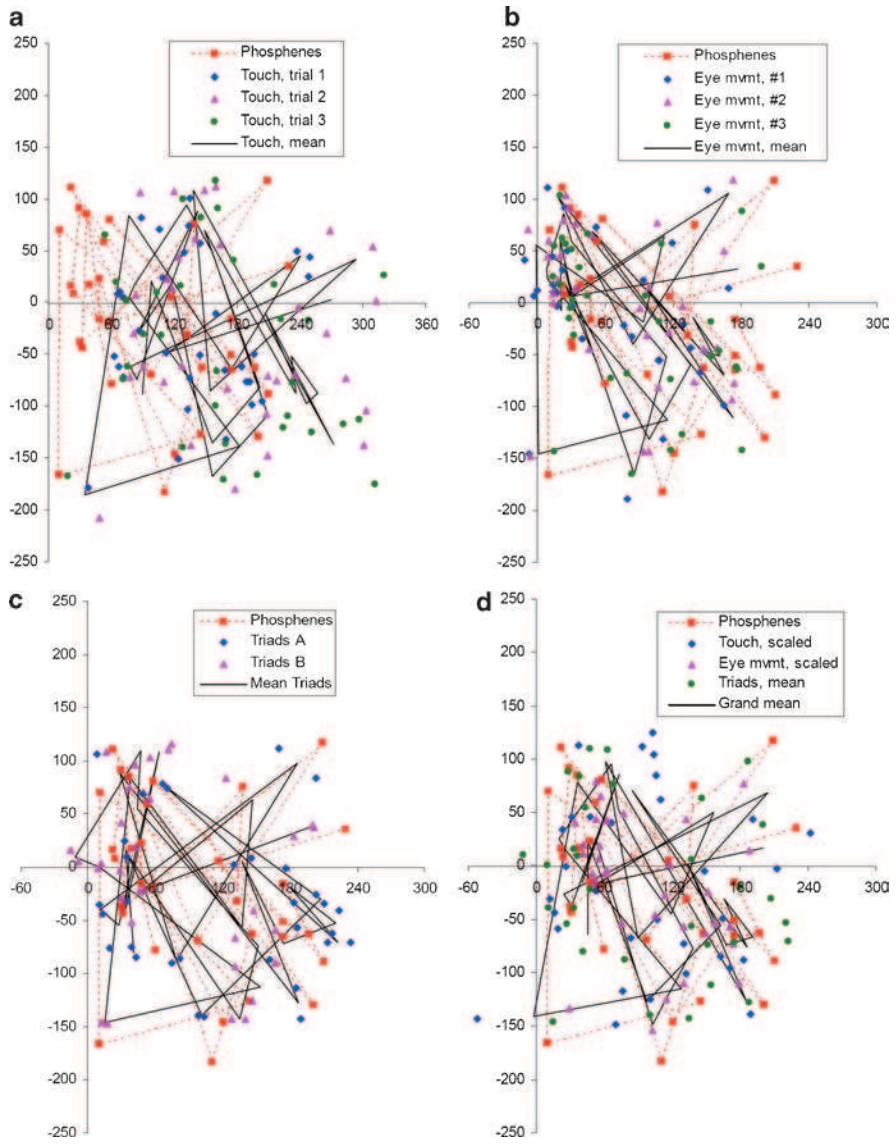 a
250
200
150
100
50
0
-50
-100
-150
-200
-250
0 60 120 180 240 300 360
Phosphenes
Touch, trial 1
Touch, trial 2
Touch, trial 3
Touch, mean
b
250
200
150
100
50
0
-50
-100
-150
-200
-250
-60 0 60 120 180 240 300
Phosphenes
Eye mvmt, #1
Eye mvmt, #2
Eye mvmt, #3
Eye mvmt, mean
c
250
200
150
100
50
0
-50
-100
-150
-200
-250
-60 0 60 120 180 240 300
Phosphenes
Triads A
Triads B
Mean Triads
d
250
200
150
100
50
0
-50
-100
-150
-200
-250
-60 0 60 120 180 240 300
Phosphenes
Touch, scaled
Eye mvmt, scaled
Triads, mean
Grand mean